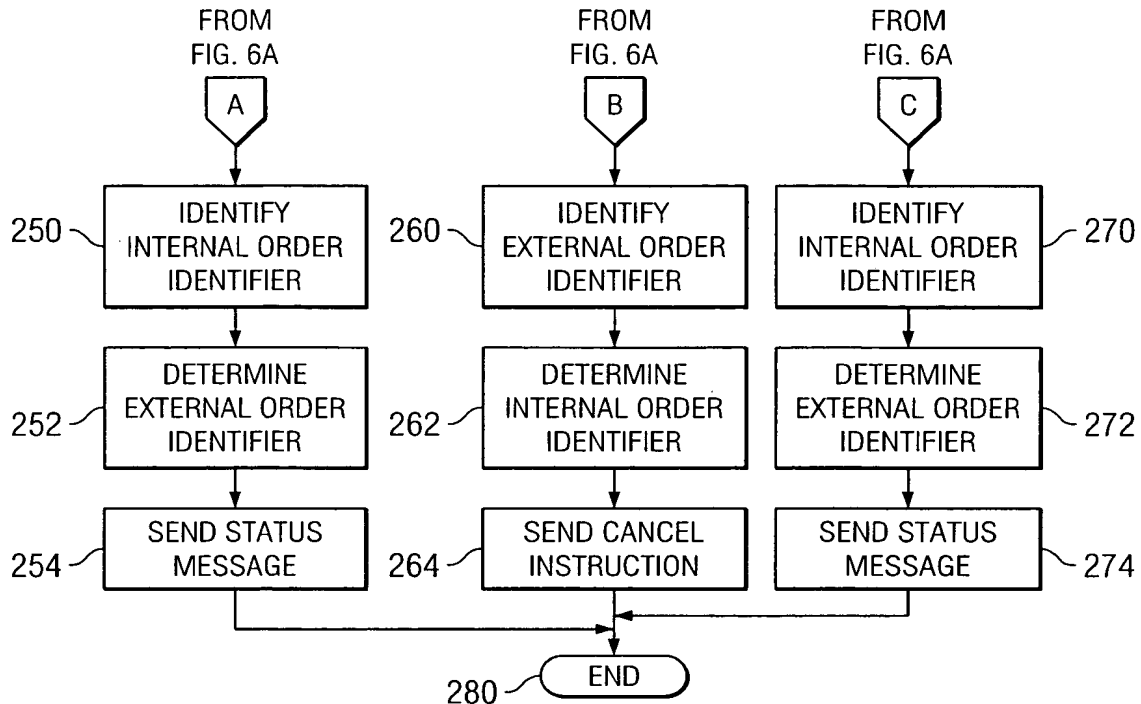 FROM
FIG. 6A
A
FROM
FIG. 6A
B
FROM
FIG. 6A
C
250
IDENTIFY
INTERNAL ORDER
IDENTIFIER
260
IDENTIFY
EXTERNAL ORDER
IDENTIFIER
IDENTIFY
INTERNAL ORDER
IDENTIFIER
270
252
DETERMINE
EXTERNAL ORDER
IDENTIFIER
262
DETERMINE
INTERNAL ORDER
IDENTIFIER
DETERMINE
EXTERNAL ORDER
IDENTIFIER
272
254
SEND STATUS
MESSAGE
264
SEND CANCEL
INSTRUCTION
SEND STATUS
MESSAGE
274
280
END